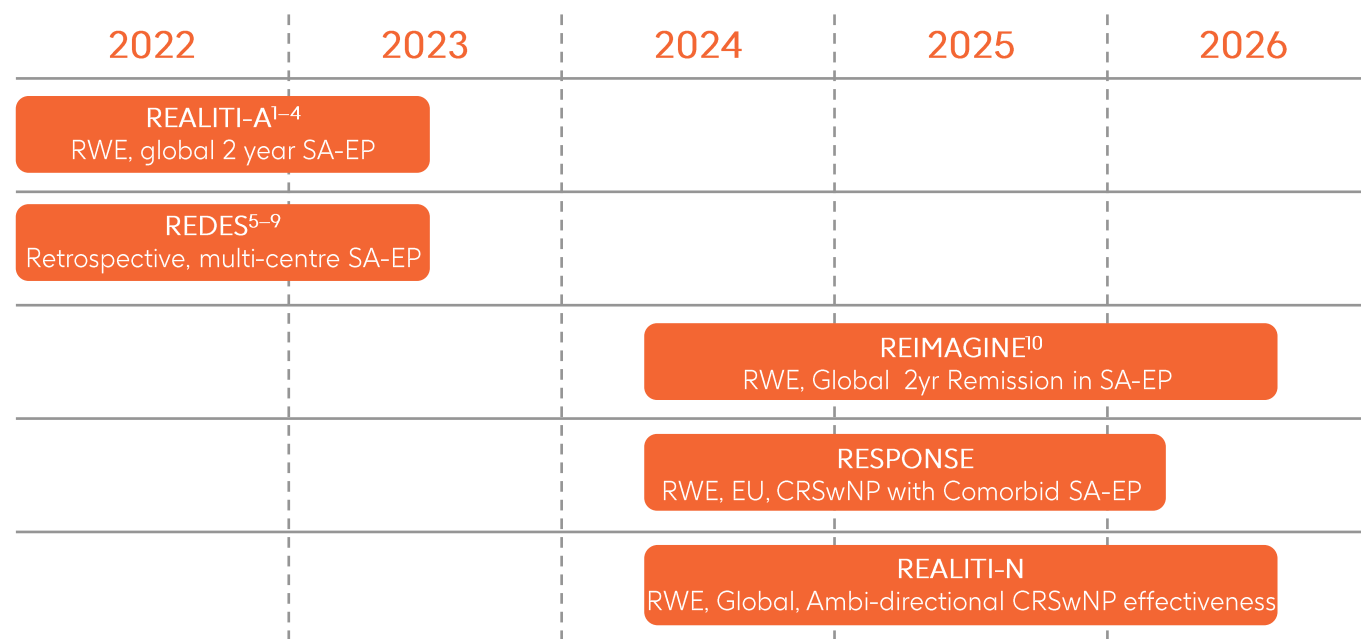 2022 2023 2024 2025 2026
REALITI-A¹⁻⁴
RWE, global 2 year SA-EP
REDES⁵⁻⁹
Retrospective, multi-centre SA-EP
REIMAGINE¹⁰
RWE, Global 2yr Remission in SA-EP
RESPONSE
RWE, EU, CRSwNP with Comorbid SA-EP
REALITI-N
RWE, Global, Ambi-directional CRSwNP effectiveness